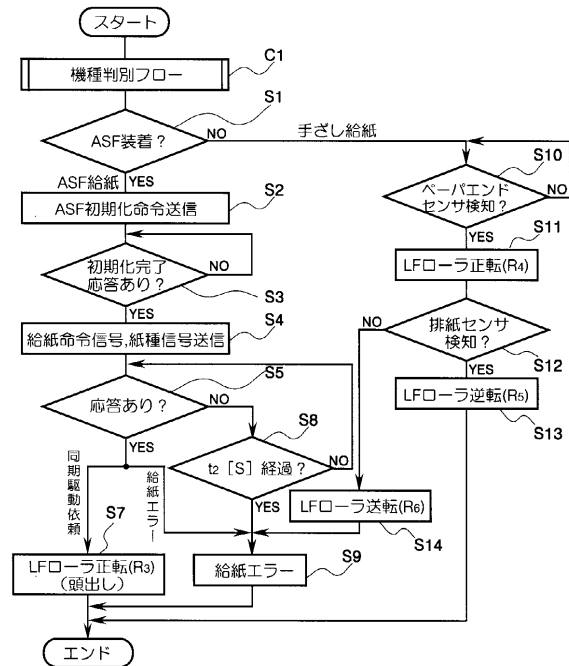 スタート
機種判別フロー
C1
S1
ASF装着？
NO
手ざし給紙
ASF給紙
YES
S2
ASF初期化命令送信
S10
ペーパエンド
センサ検知？
NO
YES
S11
LFローラ正転(R4)
初期化完了
応答あり？
NO
S3
YES
S4
給紙命令信号,紙種信号送信
NO
排紙センサ
検知？
S12
YES
S5
応答あり？
NO
LFローラ逆転(R5)
S13
S8
t2［S］経過？
NO
YES
YES
同期駆動依頼
給紙エラー
S7
LFローラ正転(R3)
(頭出し)
LFローラ送転(R6)
S14
給紙エラー
S9
エンド